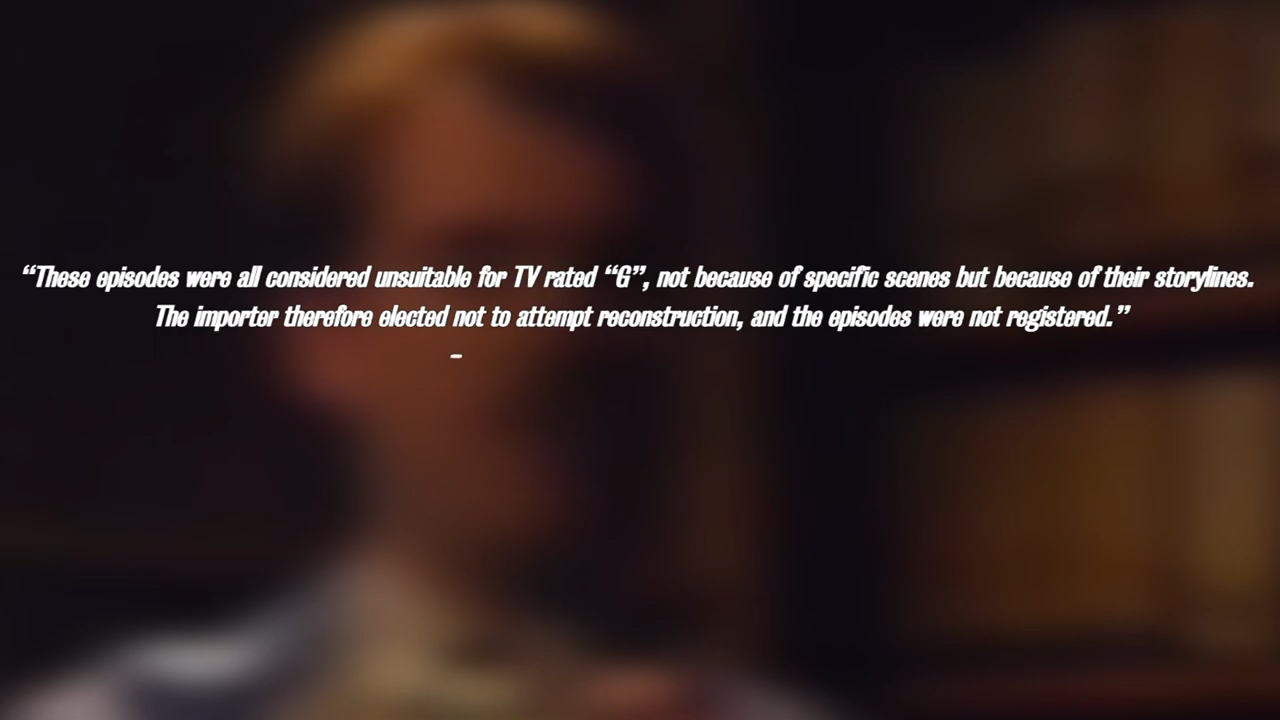 “These episodes were all considered unsuitable for TV rated “G”, not because of specific scenes but because of their storylines.
The importer therefore elected not to attempt reconstruction, and the episodes were not registered.”
–